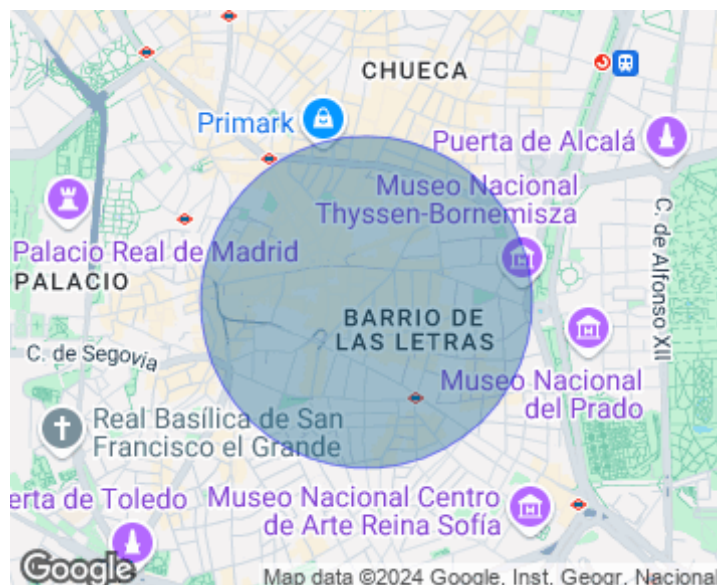 CHUECA
Primark
Puerta de Alcalá
Museo Nacional
Thyssen-Bornemisza
C. de Alfonso XII
Palacio Real de Madrid
PALACIO
BARRIO DE
LAS LETRAS
C. de Segovia
Museo Nacional
del Prado
Real Basílica de San
Francisco el Grande
erta de Toledo
Museo Nacional Centro
de Arte Reina Sofía
Google
Map data ©2024 Google, Inst. Geogr. Nacional